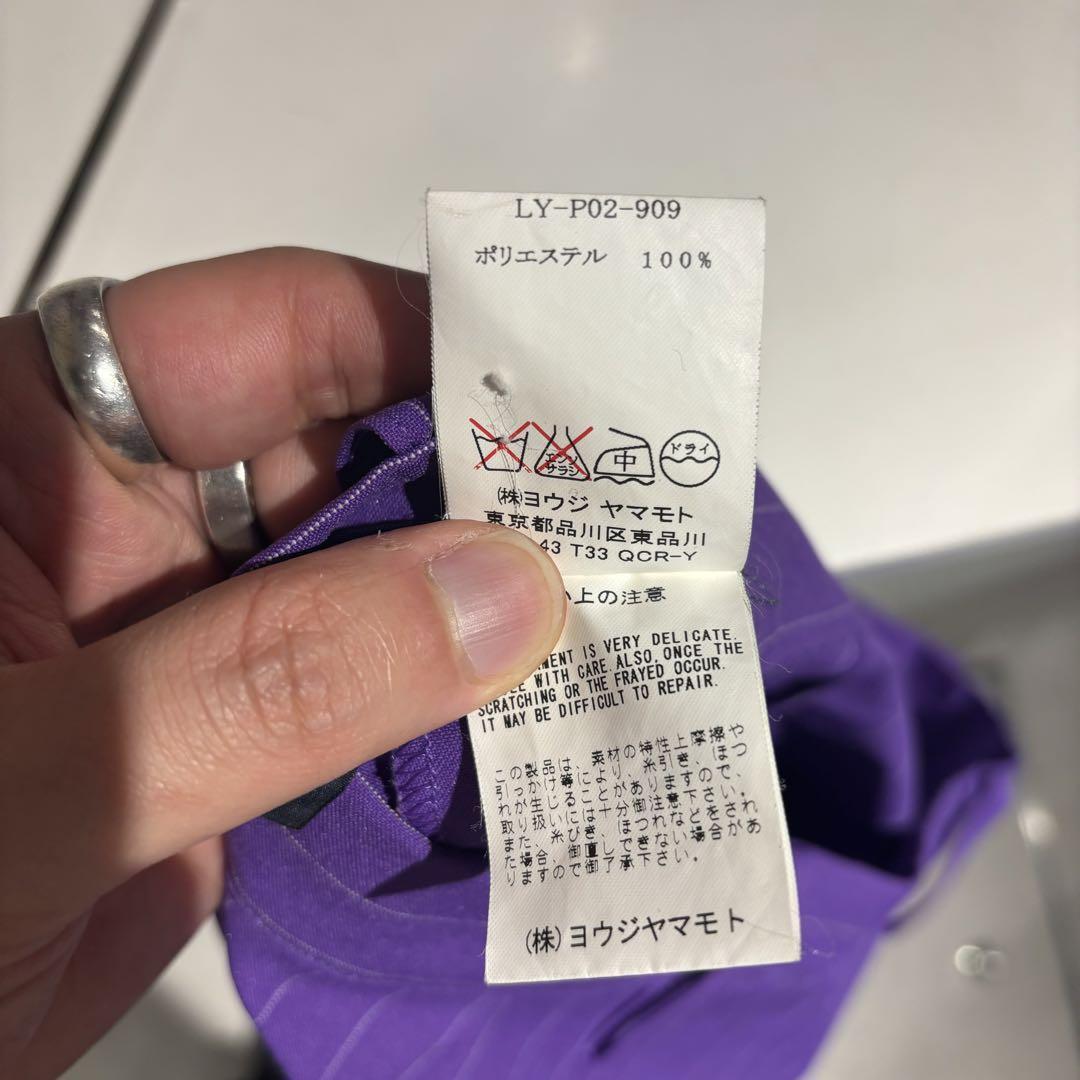 LY-P02-909
ポリエステル 100%
エンソ
サラシ
中
ドライ
(株)ヨウジ ヤマモト
東京都品川区東品川
43 T33 QCR-Y
上の注意
IS VERY DELICATE.
WITH CARE. ALSO, ONCE THE
SCRATCHING OR THE FRAYED OCCUR.
IT MAY BE DIFFICULT TO REPAIR.
この製品は、素材の特性上摩擦や
引っかけ等により、糸引き、ほつ
れが生じることがありますので、
取り扱いには十分御注意下さい。
また、糸びき、ほつれなどをされ
た場合、御直しできない場合があ
りますので御了承下さい。
(株)ヨウジヤマモト